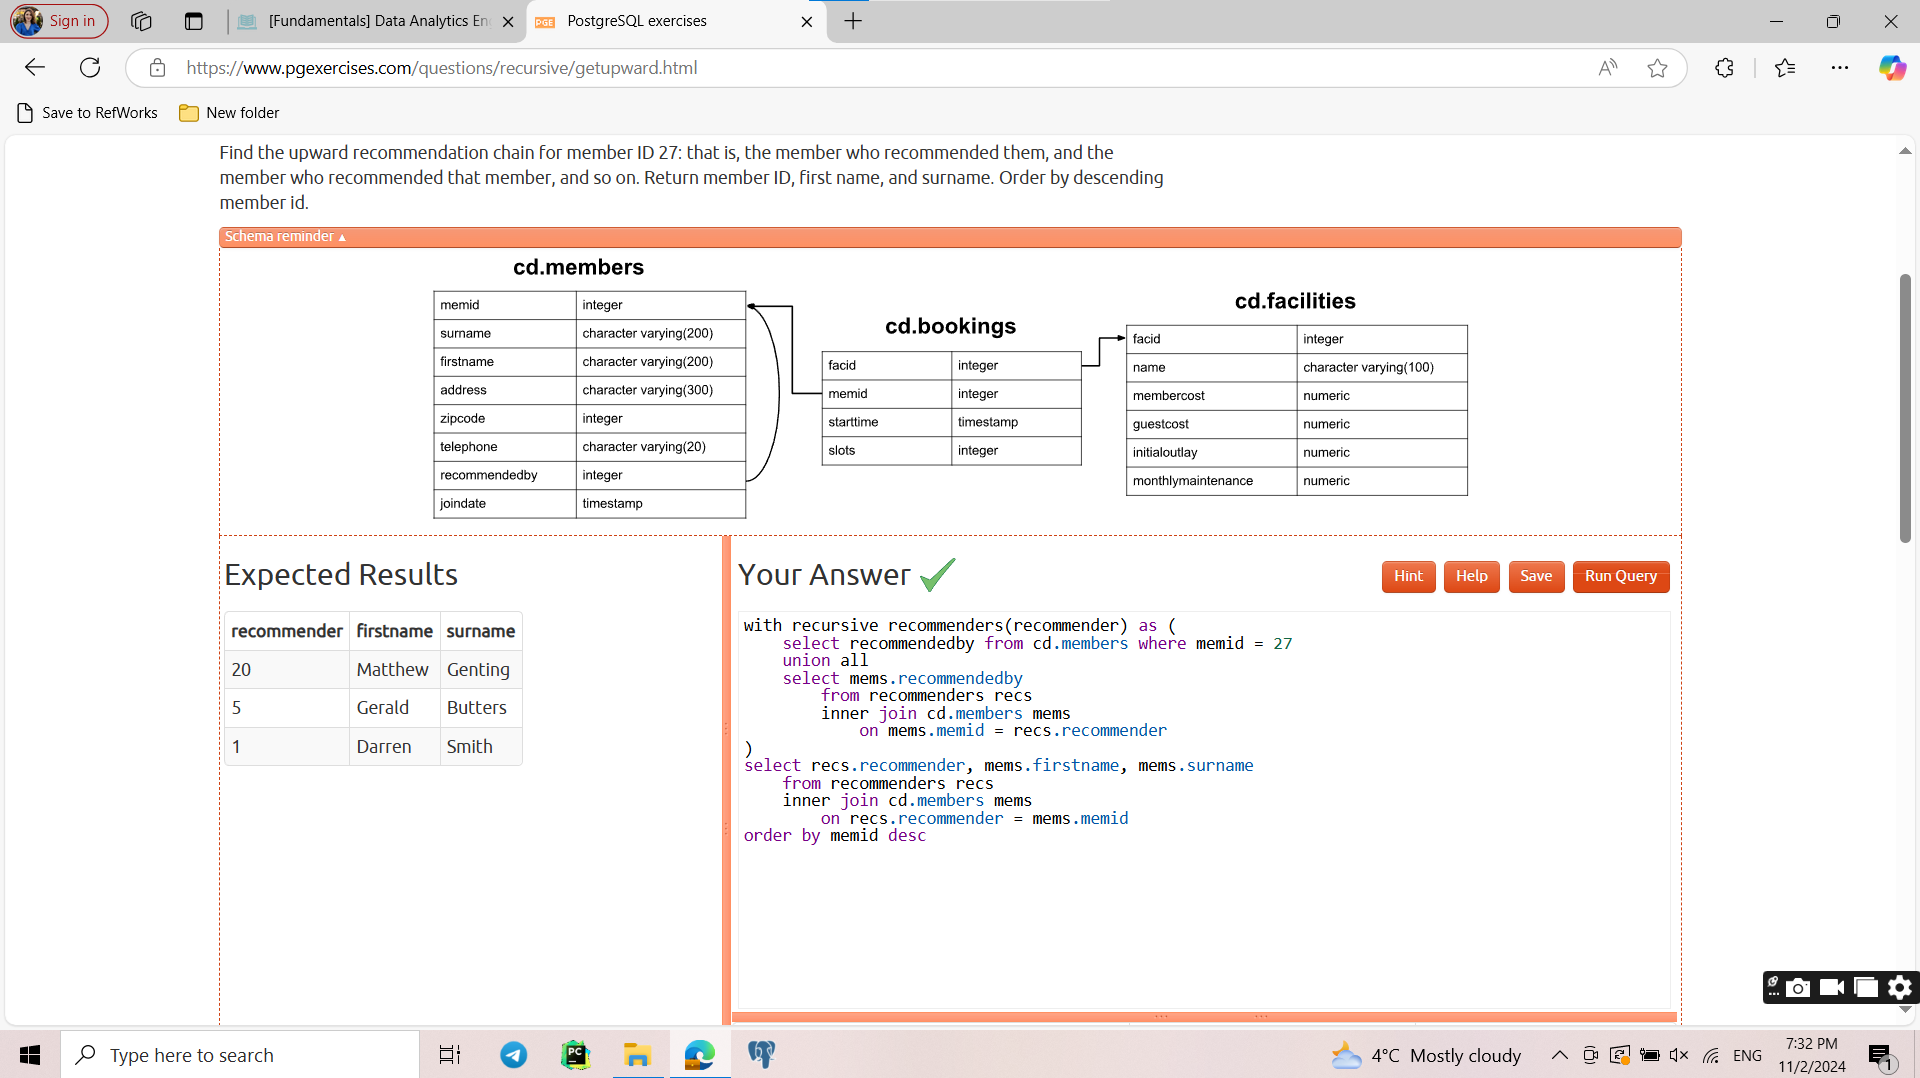 Sign in
[Fundamentals] Data Analytics En
PGE
PostgreSQL exercises
https://www.pgexercises.com/questions/recursive/getupward.html
Save to RefWorks
New folder
Find the upward recommendation chain for member ID 27: that is, the member who recommended them, and the
member who recommended that member, and so on. Return member ID, first name, and surname. Order by descending
member id.
Schema reminder ▲
cd.members
memid integer
surname character varying(200)
firstname character varying(200)
address character varying(300)
zipcode integer
telephone character varying(20)
recommendedby integer
joindate timestamp
cd.bookings
facid integer
memid integer
starttime timestamp
slots integer
cd.facilities
facid integer
name character varying(100)
membercost numeric
guestcost numeric
initialoutlay numeric
monthlymaintenance numeric
Expected Results
recommender firstname surname
20 Matthew Genting
5 Gerald Butters
1 Darren Smith
Your Answer
Hint
Help
Save
Run Query
with recursive recommenders(recommender) as (
    select recommendedby from cd.members where memid = 27
    union all
    select mems.recommendedby
        from recommenders recs
        inner join cd.members mems
            on mems.memid = recs.recommender
)
select recs.recommender, mems.firstname, mems.surname
    from recommenders recs
    inner join cd.members mems
        on recs.recommender = mems.memid
order by memid desc
Type here to search
PC
4°C Mostly cloudy
ENG
7:32 PM
11/2/2024
1